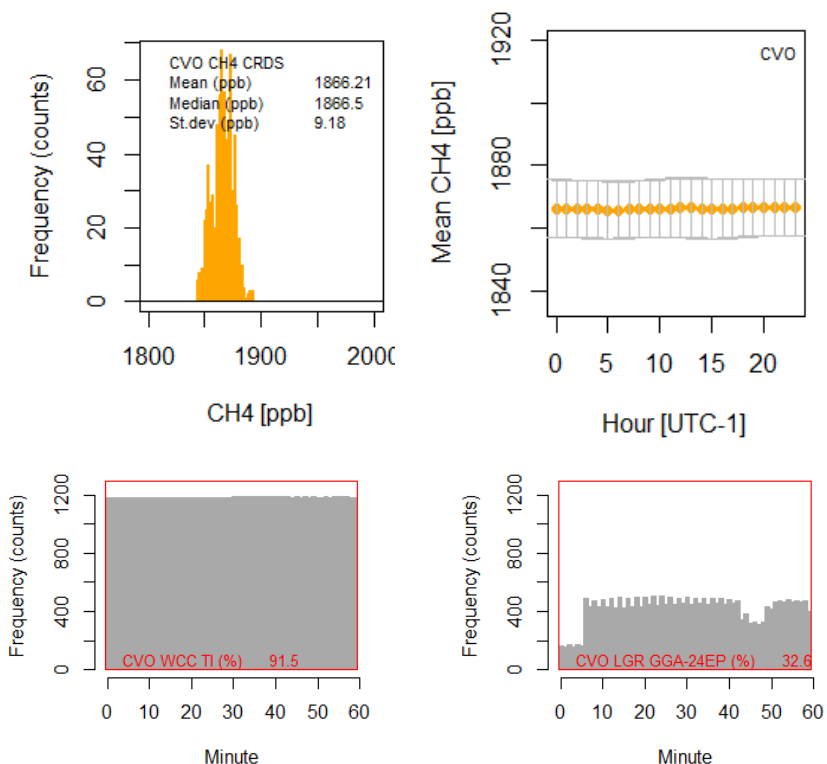 CVO CH4 CRDS
Mean (ppb) 1866.21
Median (ppb) 1866.5
St.dev (ppb) 9.18
Frequency (counts)
60
40
20
0
1800 1900 2000
CH4 [ppb]
CVO
Mean CH4 [ppb]
1920
1880
1840
0 5 10 15 20
Hour [UTC-1]
Frequency (counts)
1200
800
400
0
CVO WCC TI (%) 91.5
0 10 20 30 40 50 60
Minute
Frequency (counts)
1200
800
400
0
CVO LGR GGA-24EP (%) 32.6
0 10 20 30 40 50 60
Minute